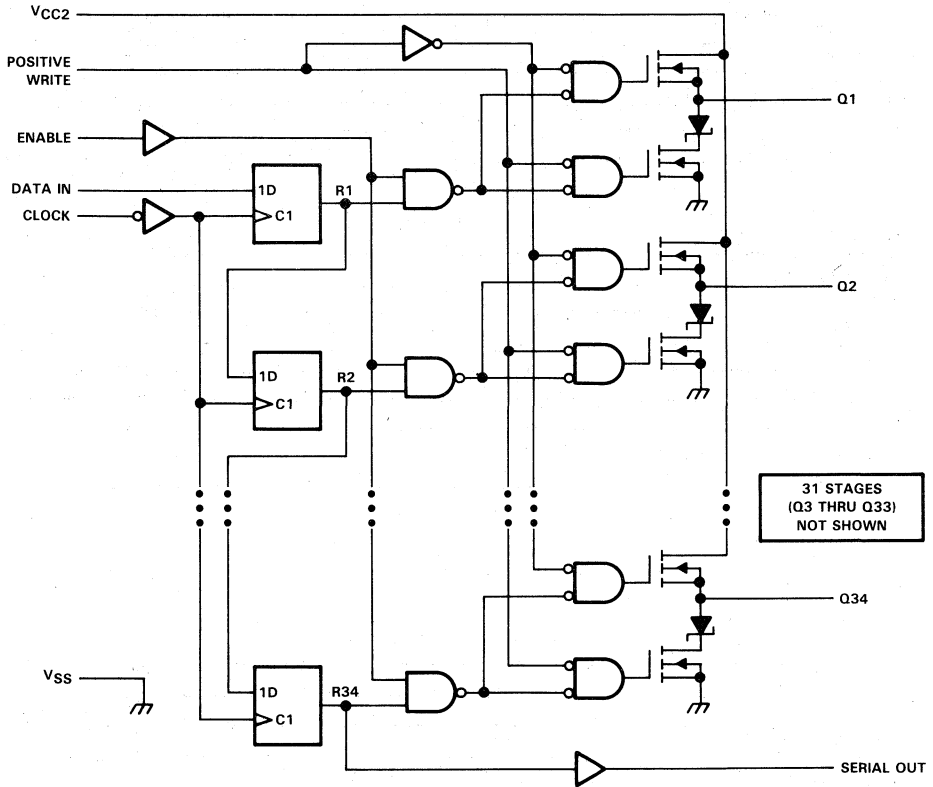 VCC2
POSITIVE
WRITE
Q1
ENABLE
DATA IN
1D
R1
CLOCK
C1
Q2
1D
R2
C1
31 STAGES
(Q3 THRU Q33)
NOT SHOWN
Q34
VSS
1D
R34
C1
SERIAL OUT